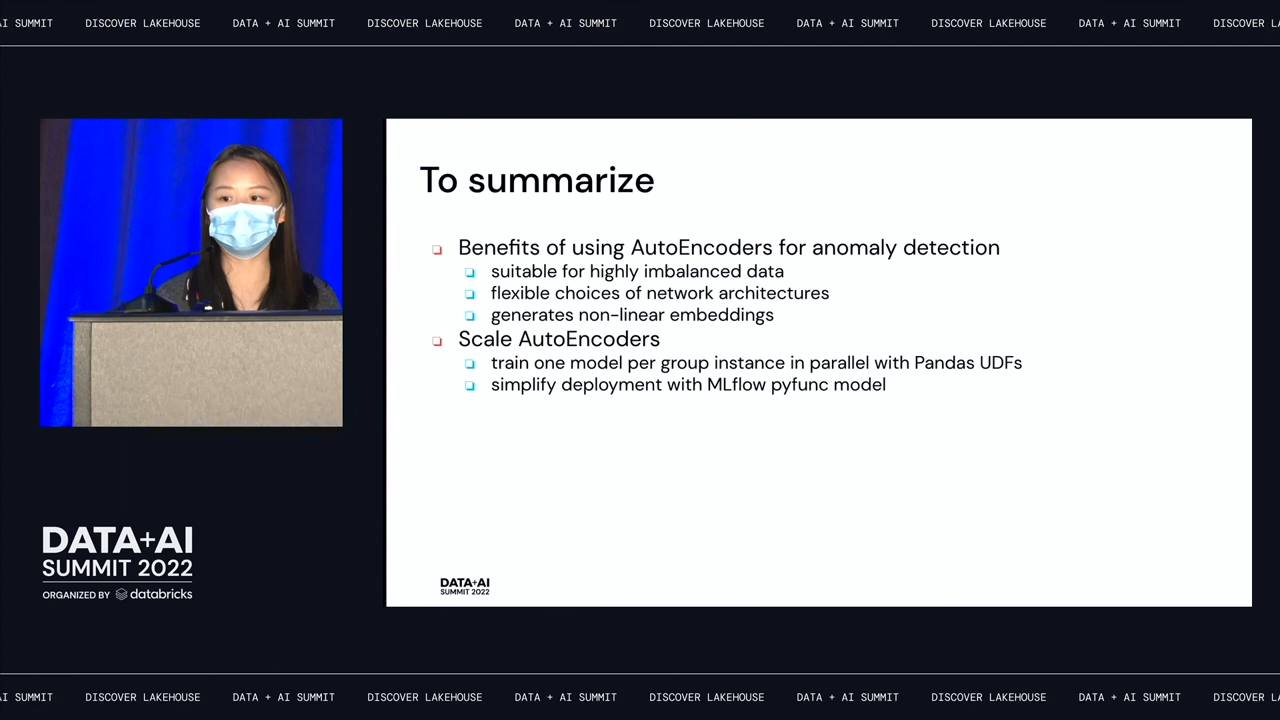 AI SUMMIT DISCOVER LAKEHOUSE DATA + AI SUMMIT DISCOVER LAKEHOUSE DATA + AI SUMMIT DISCOVER LAKEHOUSE DATA + AI SUMMIT DISCOVER LAKEHOUSE DATA + AI SUMMIT DISCOVER
To summarize
Benefits of using AutoEncoders for anomaly detection
suitable for highly imbalanced data
flexible choices of network architectures
generates non-linear embeddings
Scale AutoEncoders
train one model per group instance in parallel with Pandas UDFs
simplify deployment with MLflow pyfunc model
DATA+AI
SUMMIT 2022
DATA+AI
SUMMIT 2022
ORGANIZED BY databricks
AI SUMMIT DISCOVER LAKEHOUSE DATA + AI SUMMIT DISCOVER LAKEHOUSE DATA + AI SUMMIT DISCOVER LAKEHOUSE DATA + AI SUMMIT DISCOVER LAKEHOUSE DATA + AI SUMMIT DISCOVER